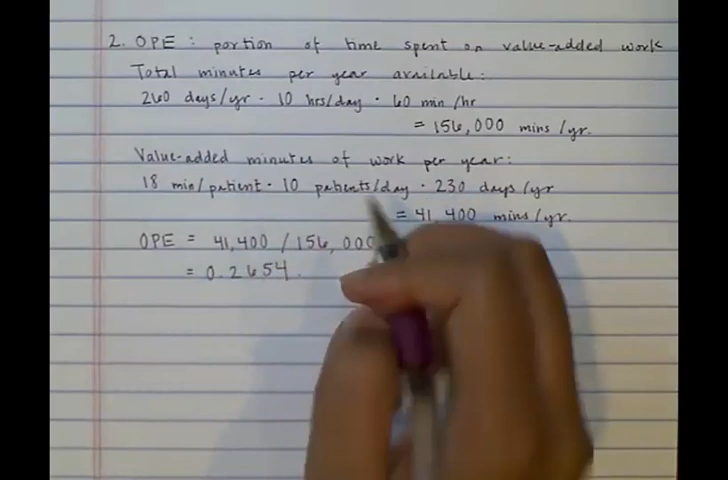 2. OPE : portion of time spent on value-added work
Total minutes per year available:
260 days/yr · 10 hrs/day · 60 min/hr
= 156,000 mins/yr.
Value-added minutes of work per year:
18 min/patient · 10 patients/day · 230 days/yr
= 41,400 mins/yr.
OPE = 41,400 / 156,000
= 0.2654.